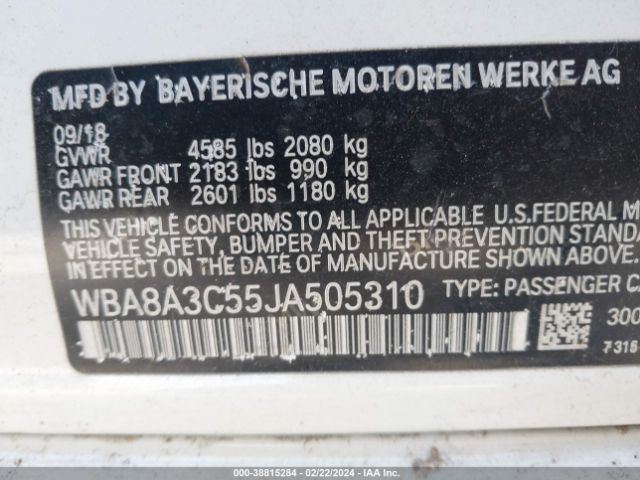 MFD BY BAYERISCHE MOTOREN WERKE AG
09/18
GVWR 4585 lbs 2080 kg
GAWR FRONT 2183 lbs 990 kg
GAWR REAR 2601 lbs 1180 kg
THIS VEHICLE CONFORMS TO ALL APPLICABLE U.S.FEDERAL M
VEHICLE SAFETY, BUMPER AND THEFT PREVENTION STANDA
IN EFFECT ON THE DATE OF MANUFACTURE SHOWN ABOVE.
WBA8A3C55JA505310 TYPE: PASSENGER CA
300
7316
000-38815284 - 02/22/2024 - IAA Inc.